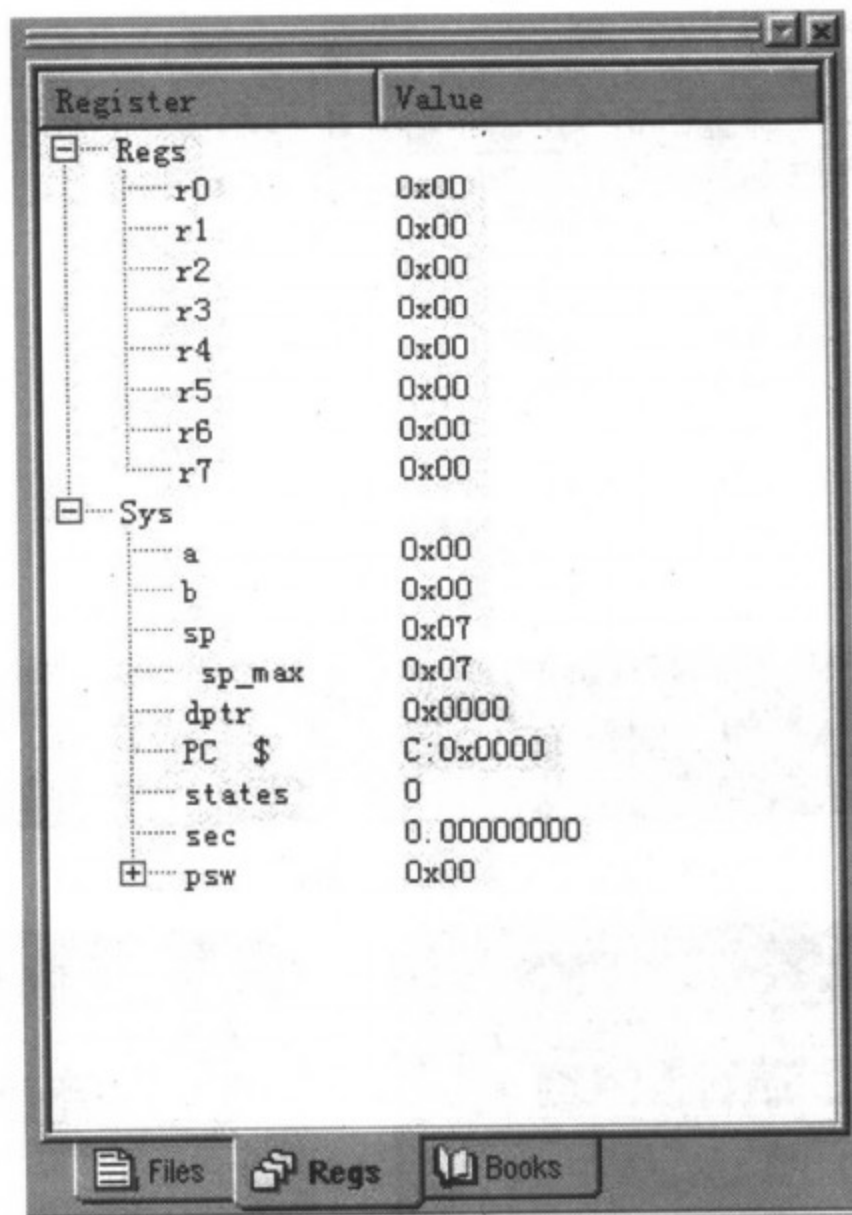 Register Value
Regs
r0 0x00
r1 0x00
r2 0x00
r3 0x00
r4 0x00
r5 0x00
r6 0x00
r7 0x00
Sys
a 0x00
b 0x00
sp 0x07
sp_max 0x07
dptr 0x0000
PC $ C:0x0000
states 0
sec 0.00000000
psw 0x00
Files Regs Books